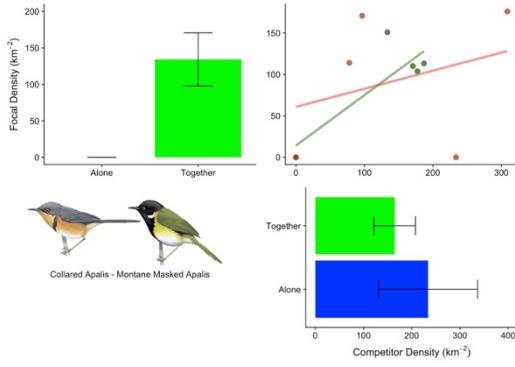 Focal Density (km⁻²)
200
150
100
50
0
Alone
Together
150
100
50
0
0
100
200
300
Collared Apalis - Montane Masked Apalis
Together
Alone
0
100
200
300
400
Competitor Density (km⁻²)